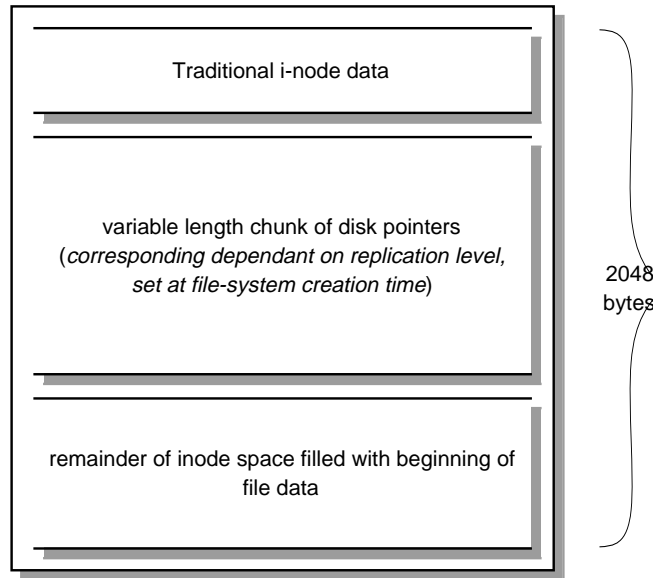 Traditional i-node data
variable length chunk of disk pointers
(corresponding dependant on replication level,
set at file-system creation time)
2048
bytes
remainder of inode space filled with beginning of
file data